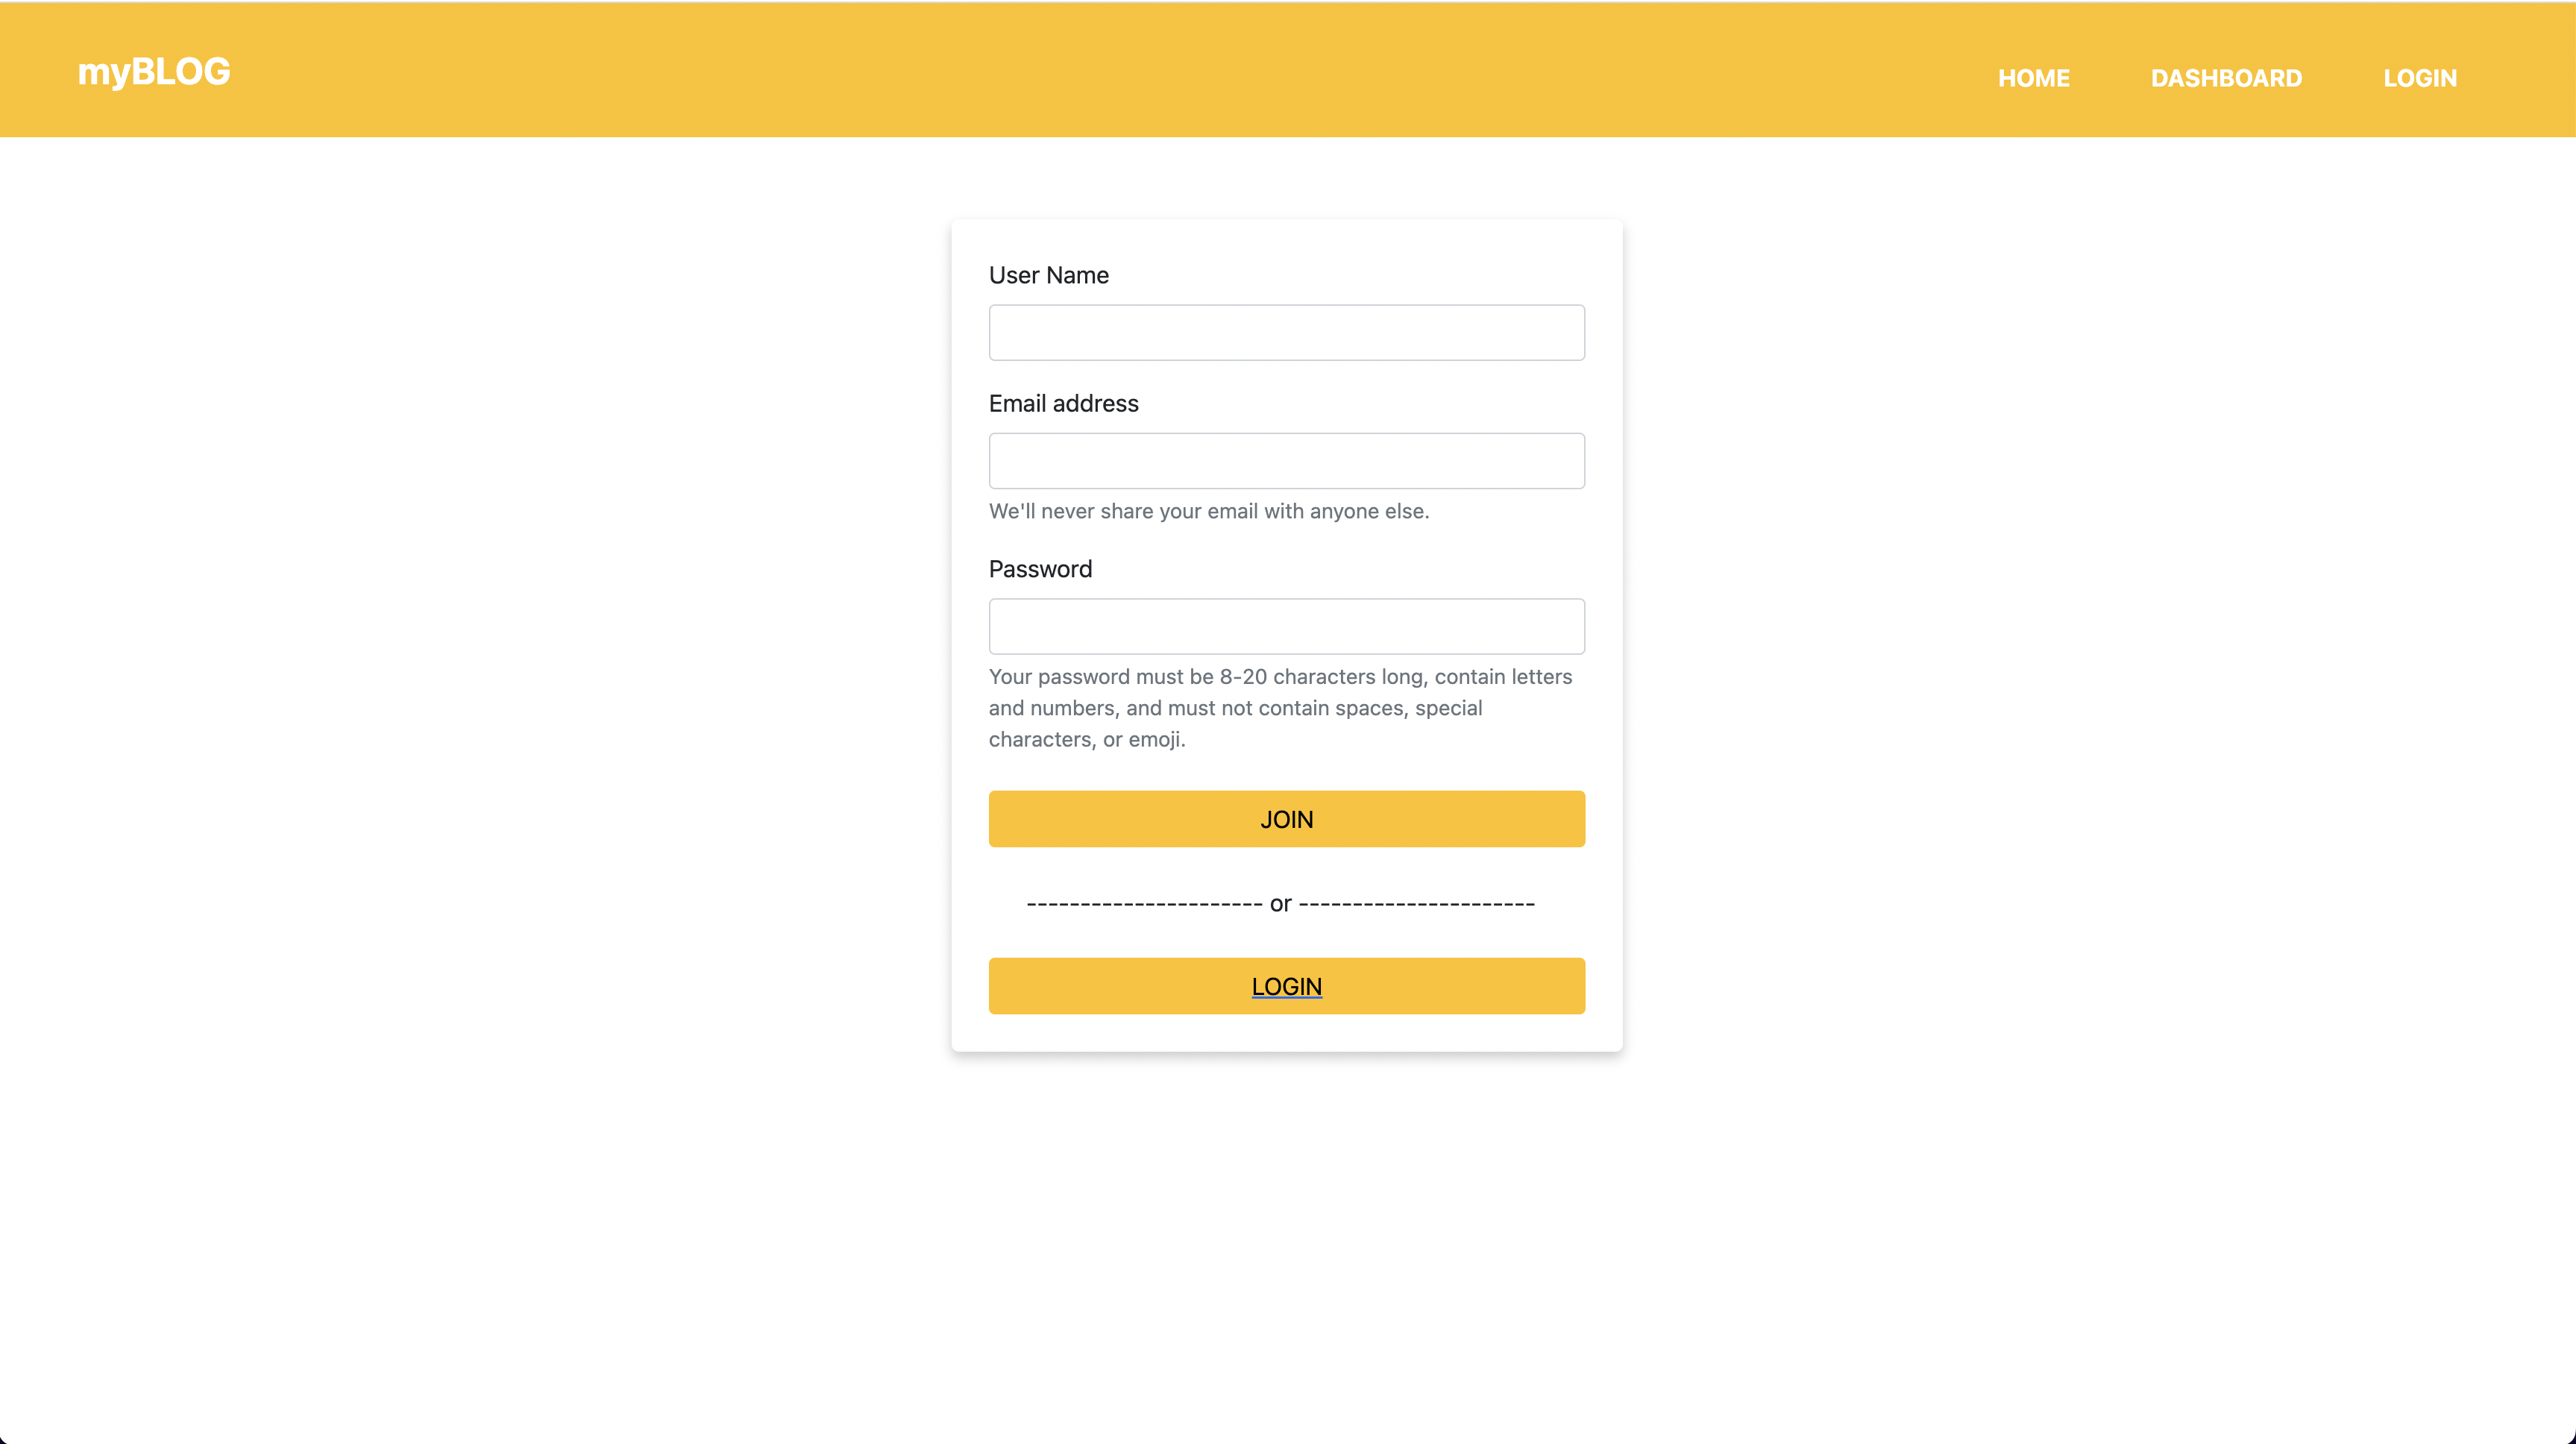 myBLOG
HOME DASHBOARD LOGIN
User Name
Email address
We'll never share your email with anyone else.
Password
Your password must be 8-20 characters long, contain letters
and numbers, and must not contain spaces, special
characters, or emoji.
JOIN
---------------------- or ----------------------
LOGIN